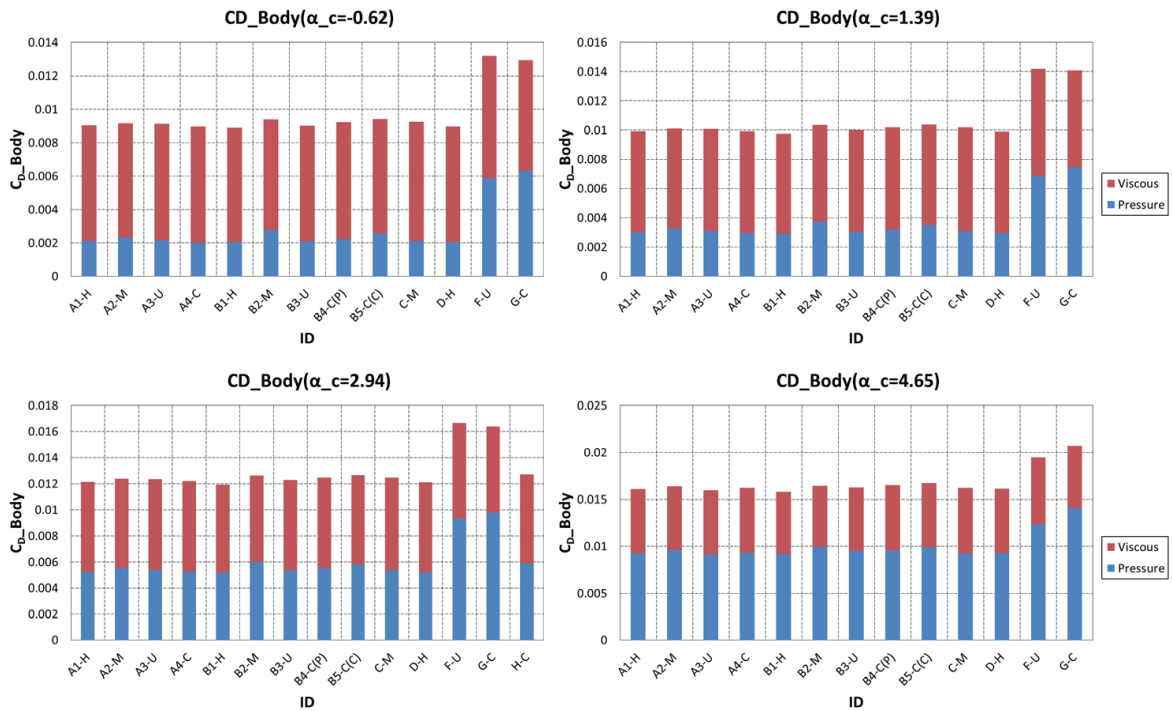 CD_Body(α_c=-0.62)
0.014
0.012
0.01
0.008
0.006
0.004
0.002
0
C_D_Body
A1-H A2-M A3-U A4-C B1-H B2-M B3-U B4-C(P) B5-C(C) C-M D-H F-U G-C
ID
CD_Body(α_c=1.39)
0.016
0.014
0.012
0.01
0.008
0.006
0.004
0.002
0
C_D_Body
A1-H A2-M A3-U A4-C B1-H B2-M B3-U B4-C(P) B5-C(C) C-M D-H F-U G-C
ID
Viscous
Pressure
CD_Body(α_c=2.94)
0.018
0.016
0.014
0.012
0.01
0.008
0.006
0.004
0.002
0
C_D_Body
A1-H A2-M A3-U A4-C B1-H B2-M B3-U B4-C(P) B5-C(C) C-M D-H F-U G-C H-C
ID
CD_Body(α_c=4.65)
0.025
0.02
0.015
0.01
0.005
0
C_D_Body
A1-H A2-M A3-U A4-C B1-H B2-M B3-U B4-C(P) B5-C(C) C-M D-H F-U G-C
ID
Viscous
Pressure